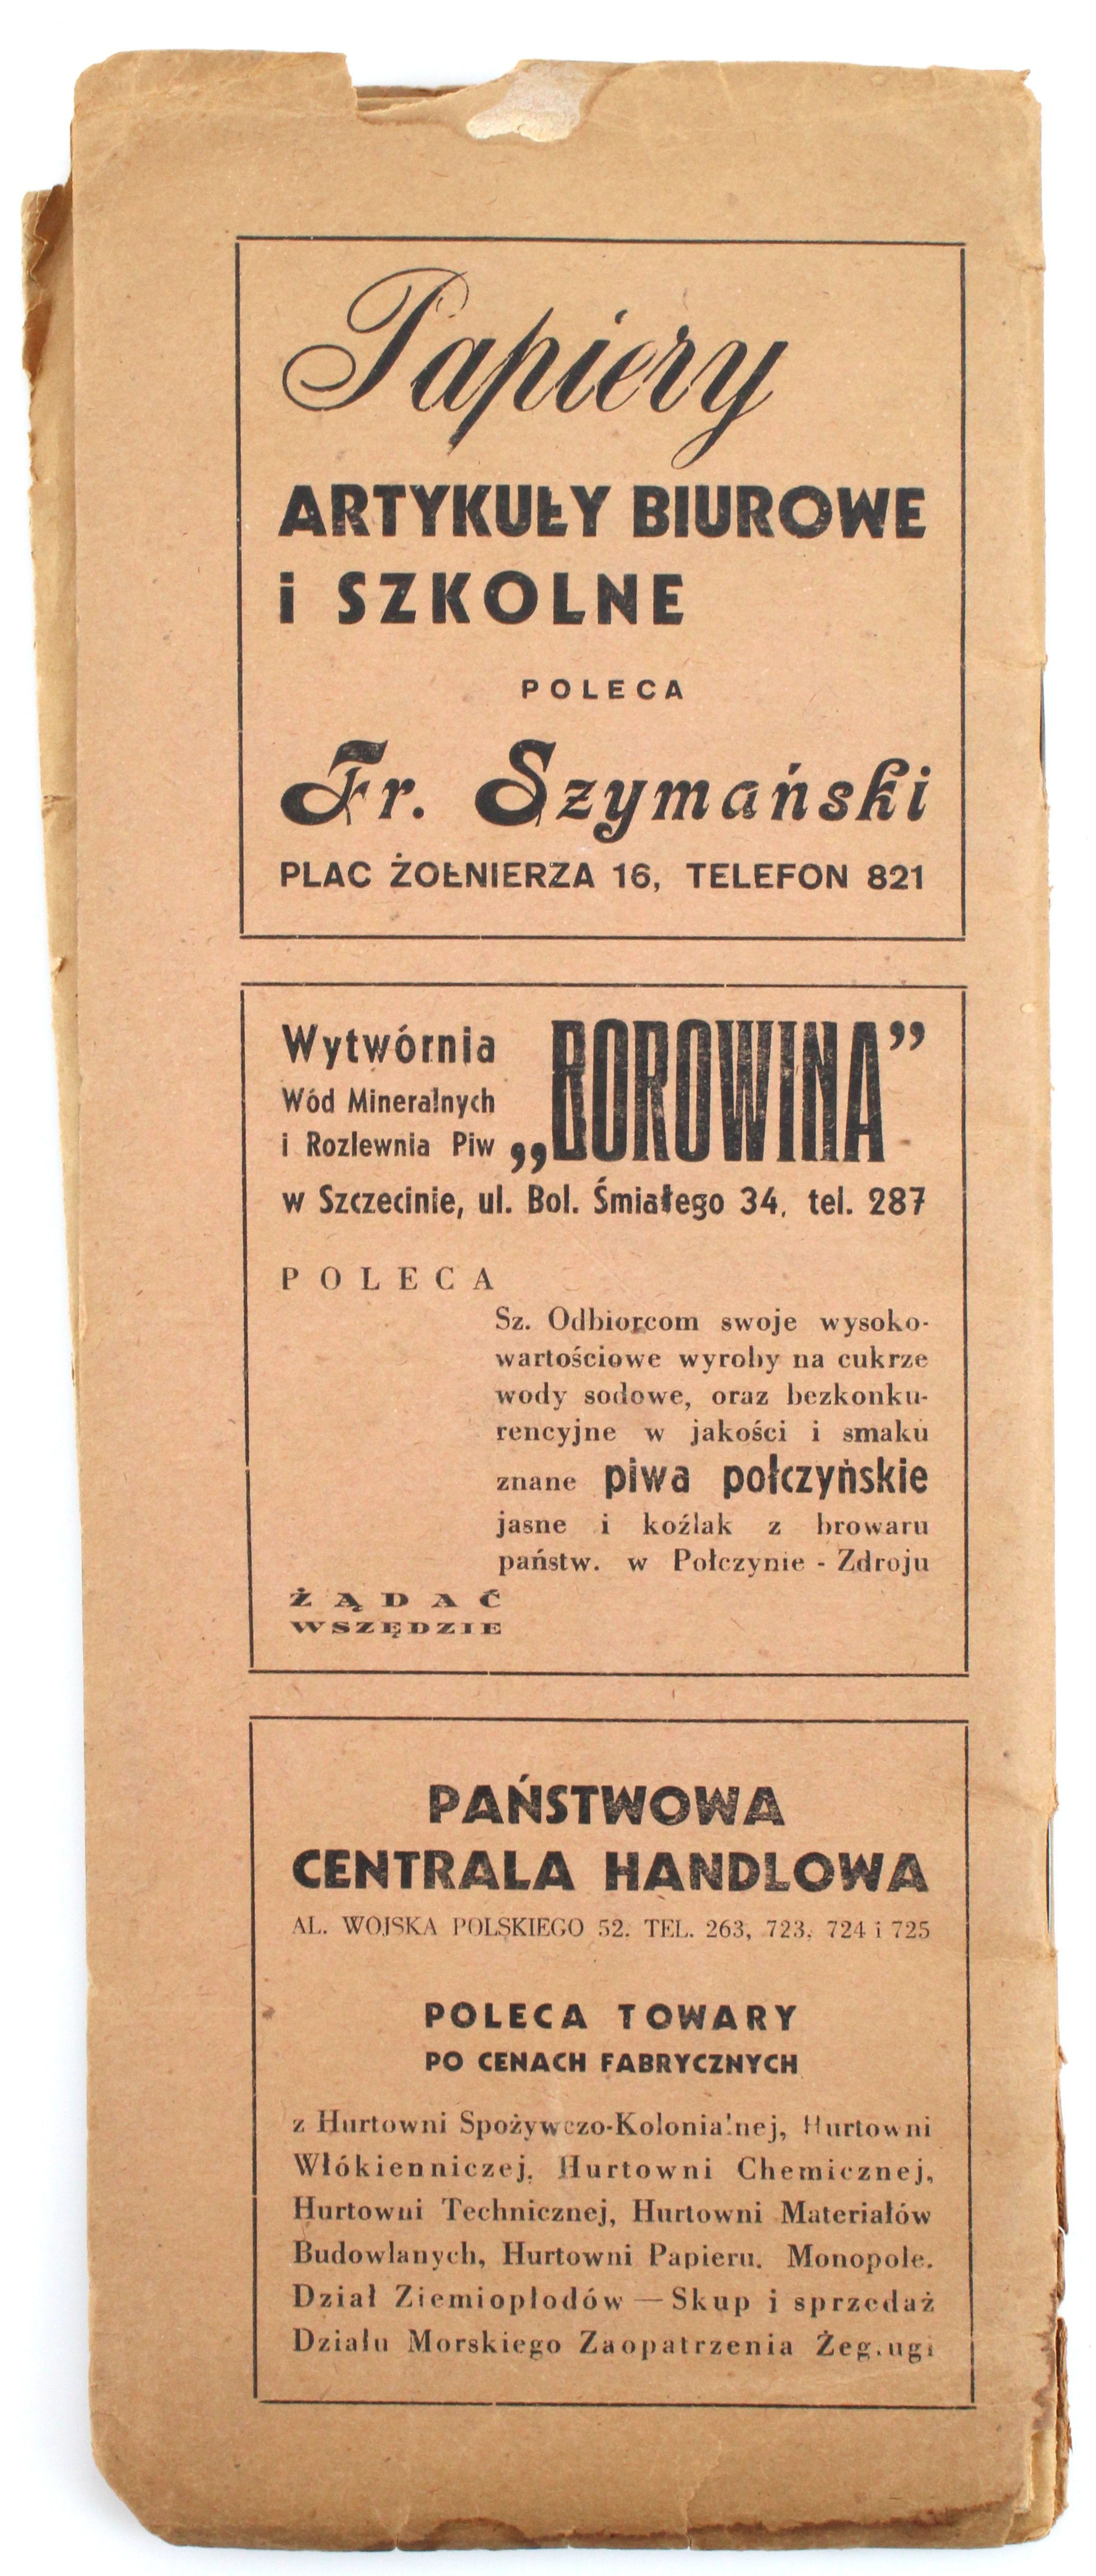 Papiery
ARTYKUŁY BIUROWE
i SZKOLNE
POLECA
Fr. Szymański
PLAC ŻOŁNIERZA 16, TELEFON 821
Wytwórnia
Wód Mineralnych
i Rozlewnia Piw „BOROWINA”
w Szczecinie, ul. Bol. Śmiałego 34, tel. 287
POLECA
Sz. Odbiorcom swoje wysoko-
wartościowe wyroby na cukrze
wody sodowe, oraz bezkonku-
rencyjne w jakości i smaku
znane piwa połczyńskie
jasne i koźlak z browaru
państw. w Połczynie - Zdroju
ŻĄDAĆ
WSZĘDZIE
PAŃSTWOWA
CENTRALA HANDLOWA
AL. WOJSKA POLSKIEGO 52. TEL. 263, 723, 724 i 725
POLECA TOWARY
PO CENACH FABRYCZNYCH
z Hurtowni Spożywczo-Kolonialnej, Hurtowni
Włókienniczej, Hurtowni Chemicznej,
Hurtowni Technicznej, Hurtowni Materiałów
Budowlanych, Hurtowni Papieru. Monopole.
Dział Ziemiopłodów — Skup i sprzedaż
Działu Morskiego Zaopatrzenia Żeglugi